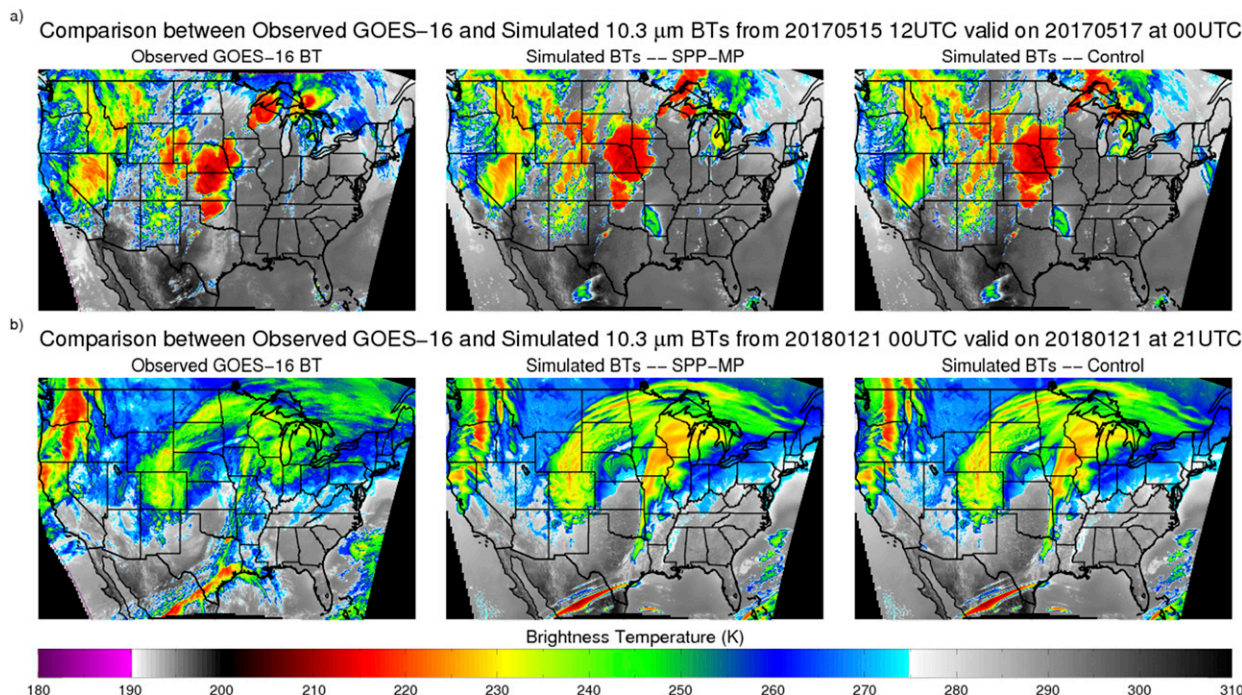 a)
Comparison between Observed GOES−16 and Simulated 10.3 μm BTs from 20170515 12UTC valid on 20170517 at 00UTC
Observed GOES−16 BT Simulated BTs −− SPP−MP Simulated BTs −− Control
b)
Comparison between Observed GOES−16 and Simulated 10.3 μm BTs from 20180121 00UTC valid on 20180121 at 21UTC
Observed GOES−16 BT Simulated BTs −− SPP−MP Simulated BTs −− Control
Brightness Temperature (K)
180 190 200 210 220 230 240 250 260 270 280 290 300 310